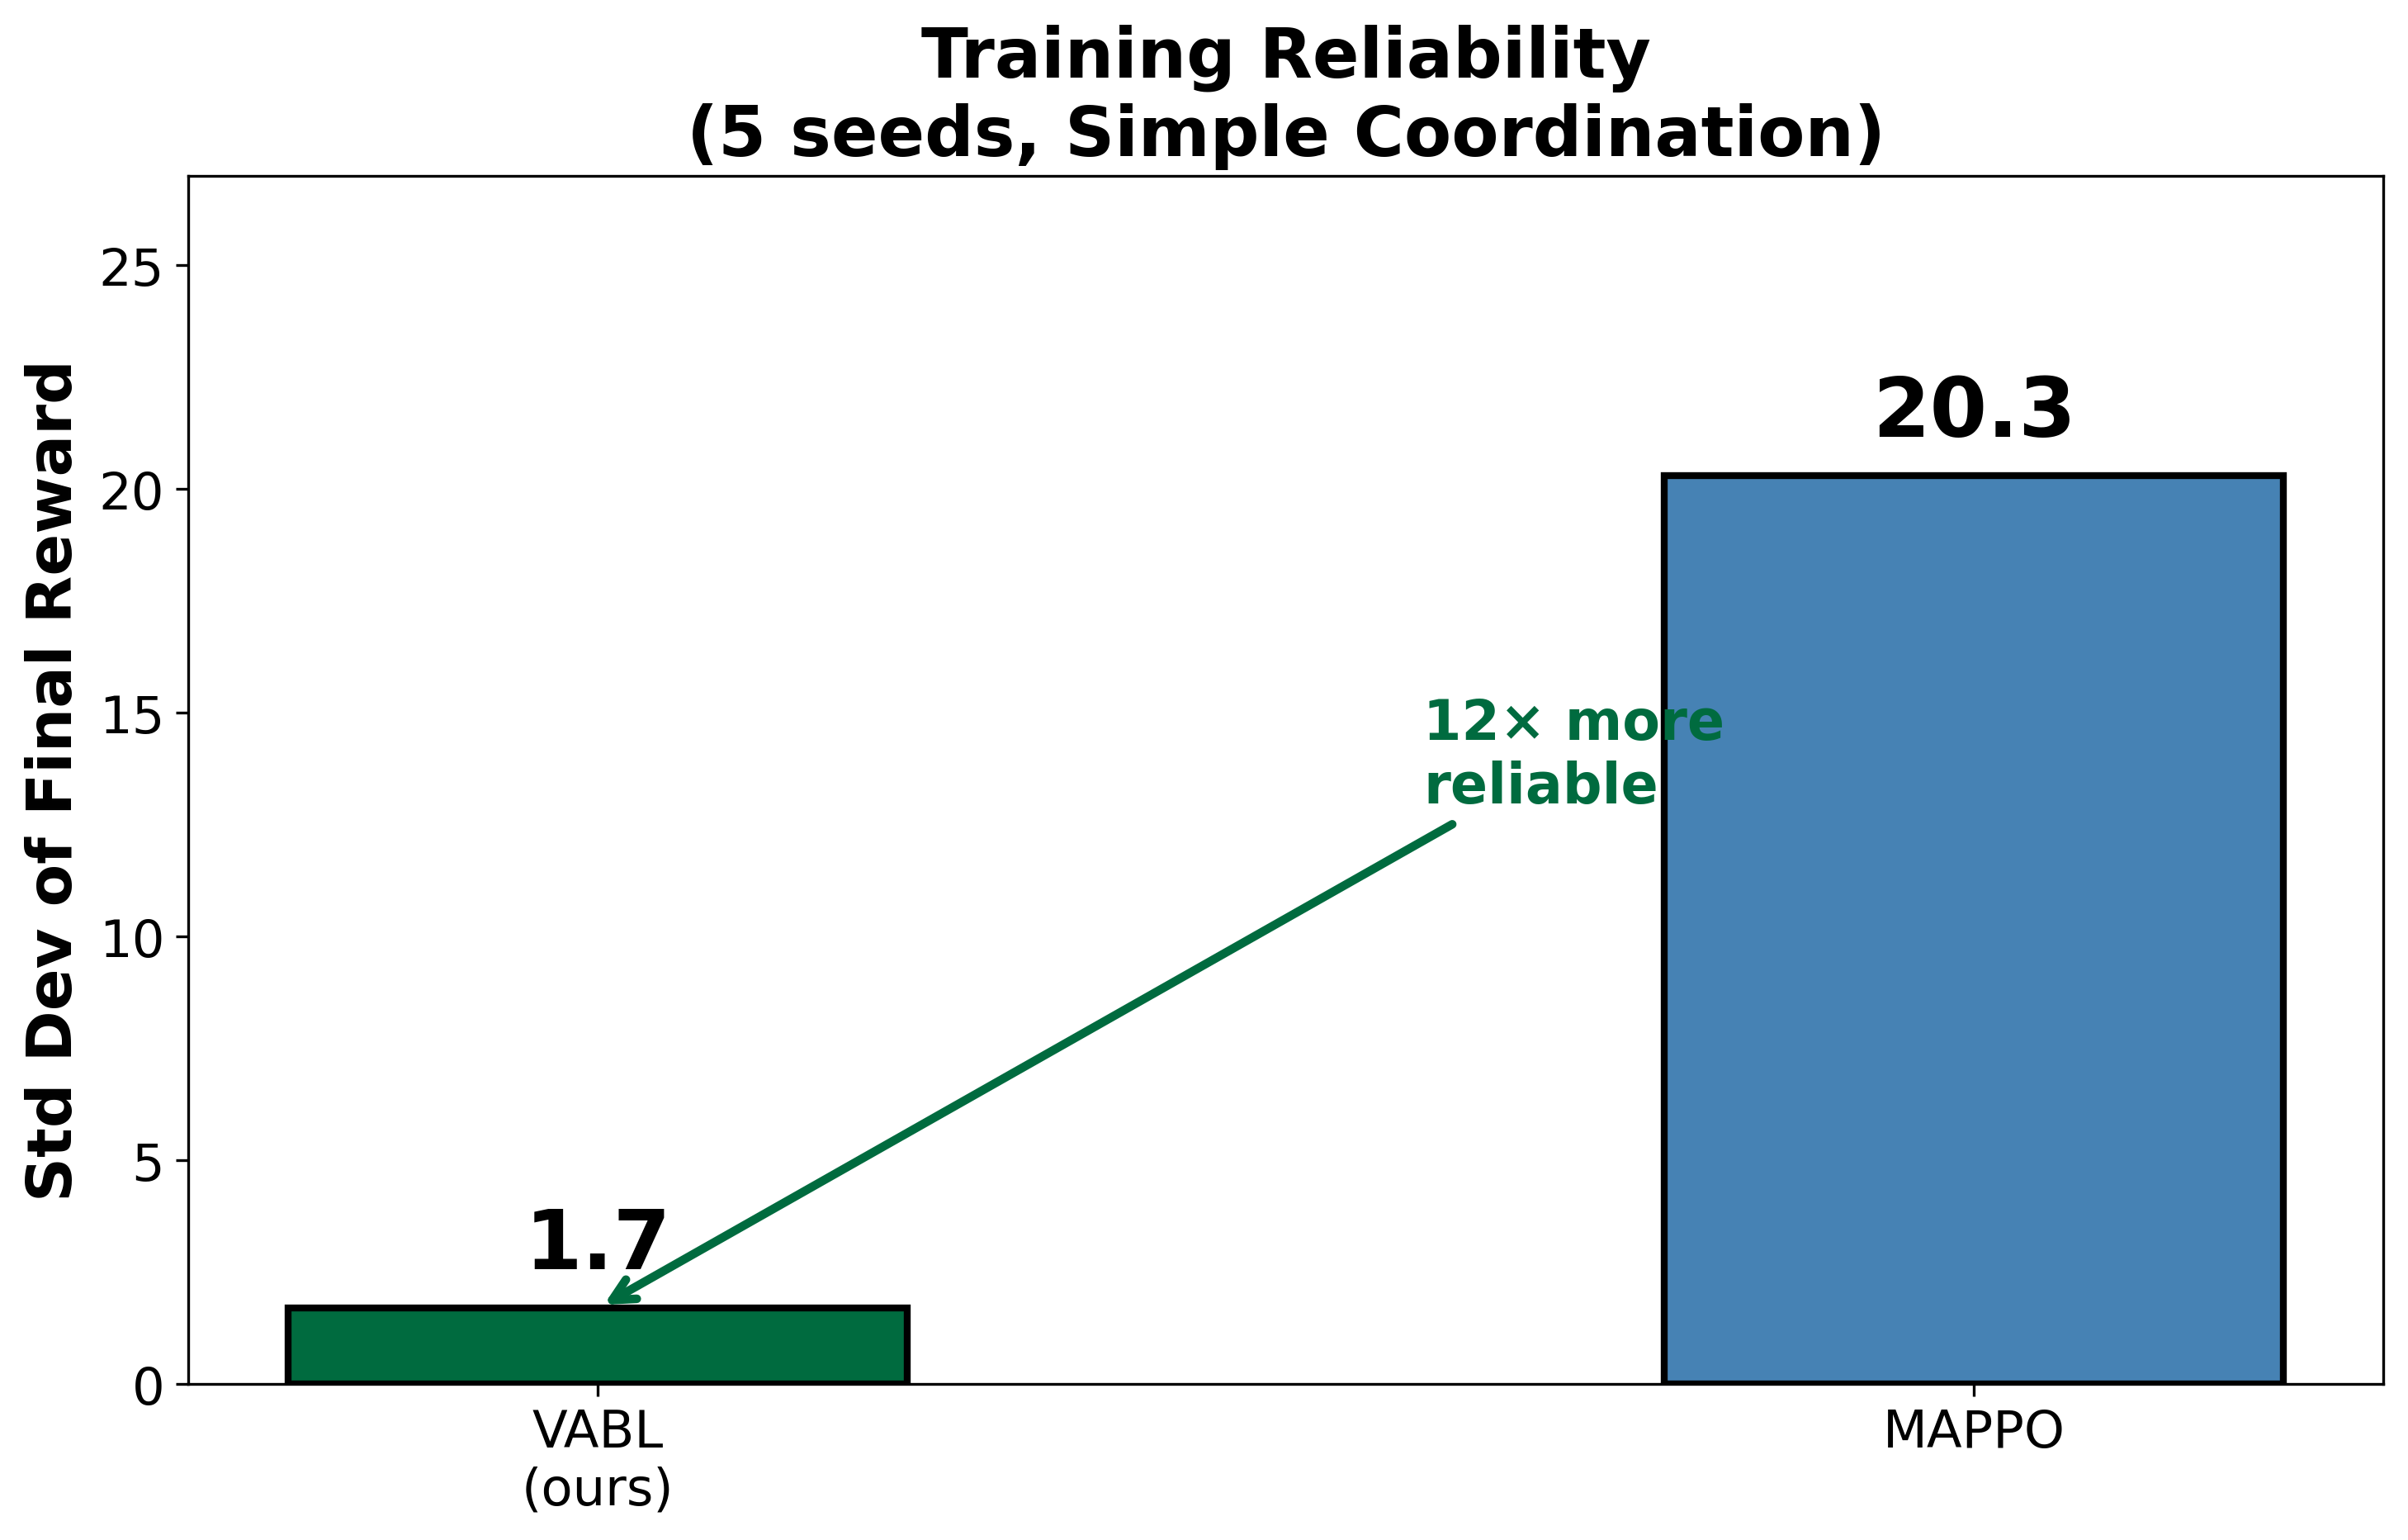 Training Reliability
(5 seeds, Simple Coordination)
Std Dev of Final Reward
25
20
15
10
5
0
20.3
12× more
reliable
1.7
VABL
(ours)
MAPPO